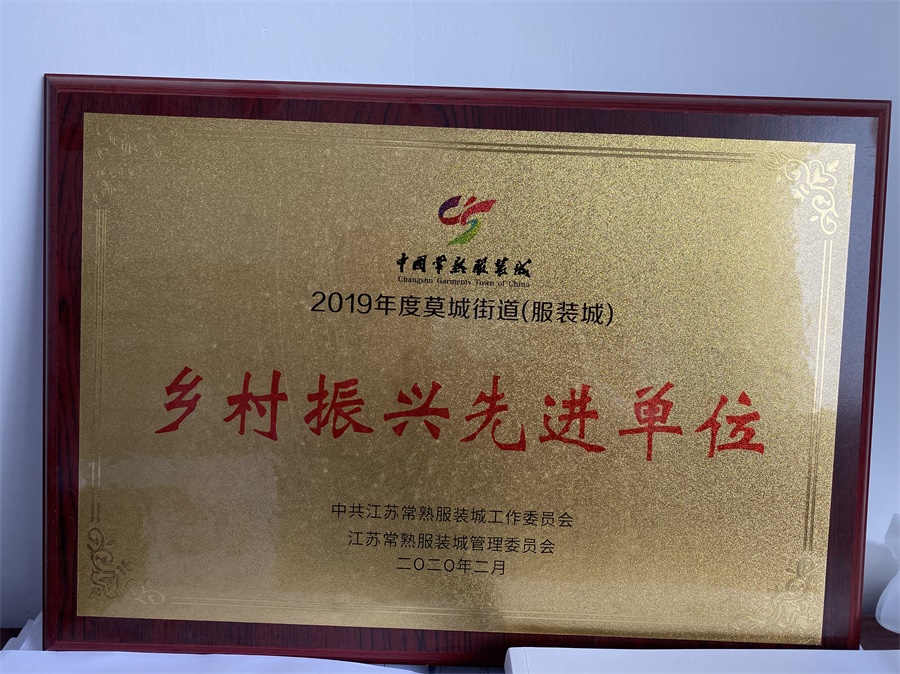 中国常熟服装城
Changshu Garments Town of China
2019年度莫城街道(服装城)
乡村振兴先进单位
中共江苏常熟服装城工作委员会
江苏常熟服装城管理委员会
二〇二〇年二月